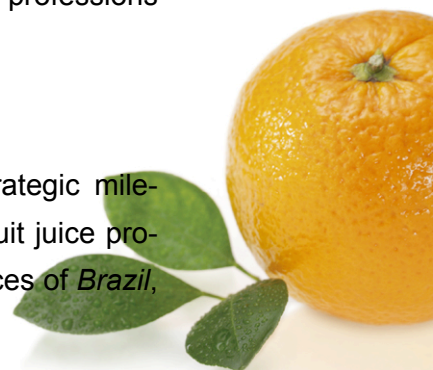 professions
rategic mile-
uit juice pro-
ces of Brazil,